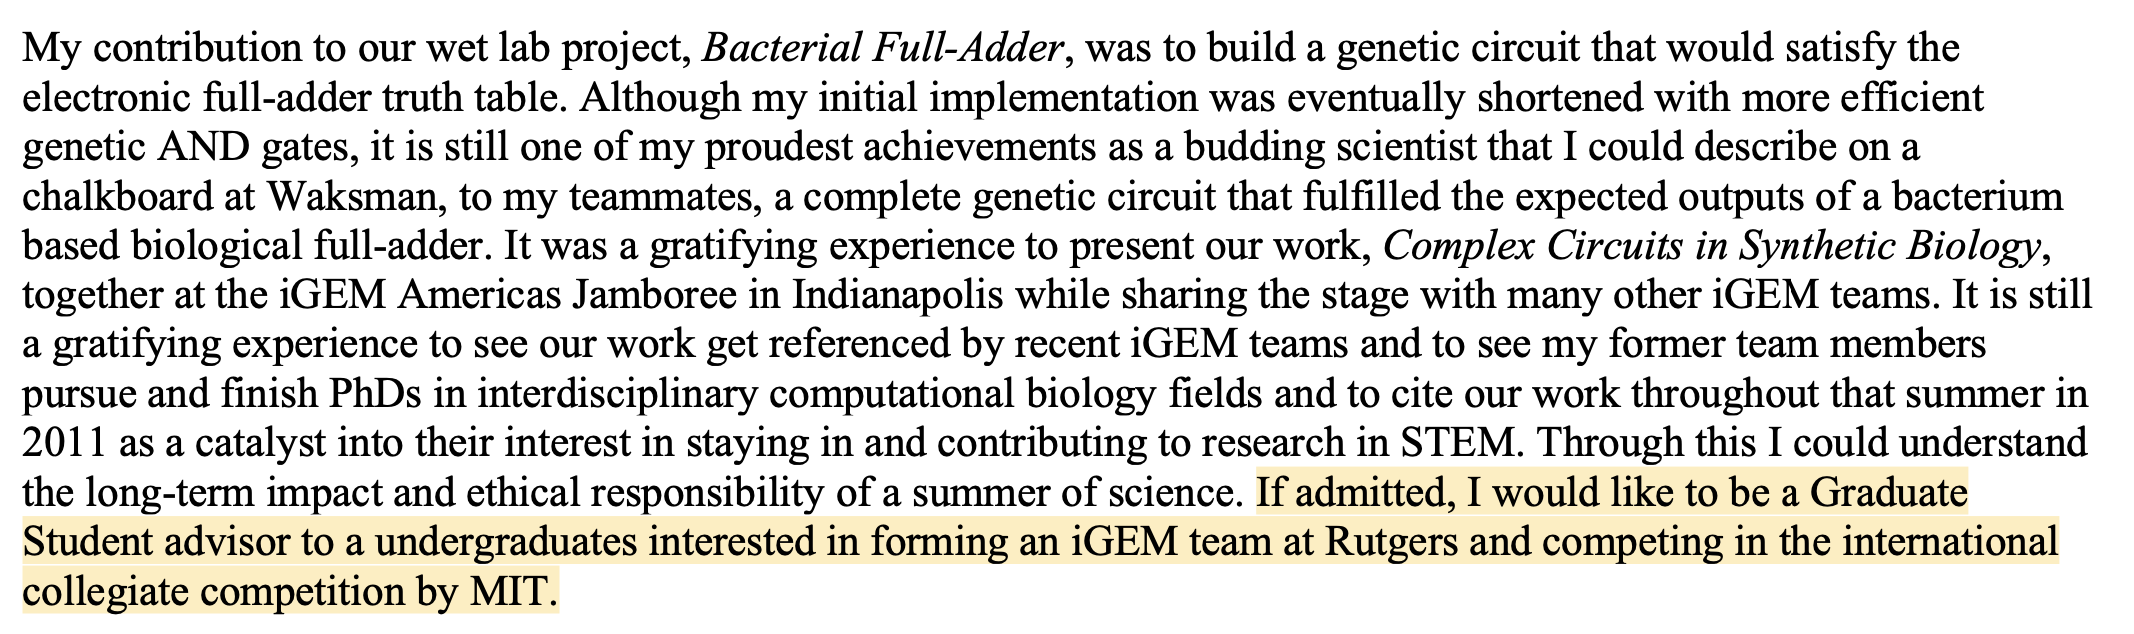 My contribution to our wet lab project, Bacterial Full-Adder, was to build a genetic circuit that would satisfy the
electronic full-adder truth table. Although my initial implementation was eventually shortened with more efficient
genetic AND gates, it is still one of my proudest achievements as a budding scientist that I could describe on a
chalkboard at Waksman, to my teammates, a complete genetic circuit that fulfilled the expected outputs of a bacterium
based biological full-adder. It was a gratifying experience to present our work, Complex Circuits in Synthetic Biology,
together at the iGEM Americas Jamboree in Indianapolis while sharing the stage with many other iGEM teams. It is still
a gratifying experience to see our work get referenced by recent iGEM teams and to see my former team members
pursue and finish PhDs in interdisciplinary computational biology fields and to cite our work throughout that summer in
2011 as a catalyst into their interest in staying in and contributing to research in STEM. Through this I could understand
the long-term impact and ethical responsibility of a summer of science. If admitted, I would like to be a Graduate
Student advisor to a undergraduates interested in forming an iGEM team at Rutgers and competing in the international
collegiate competition by MIT.